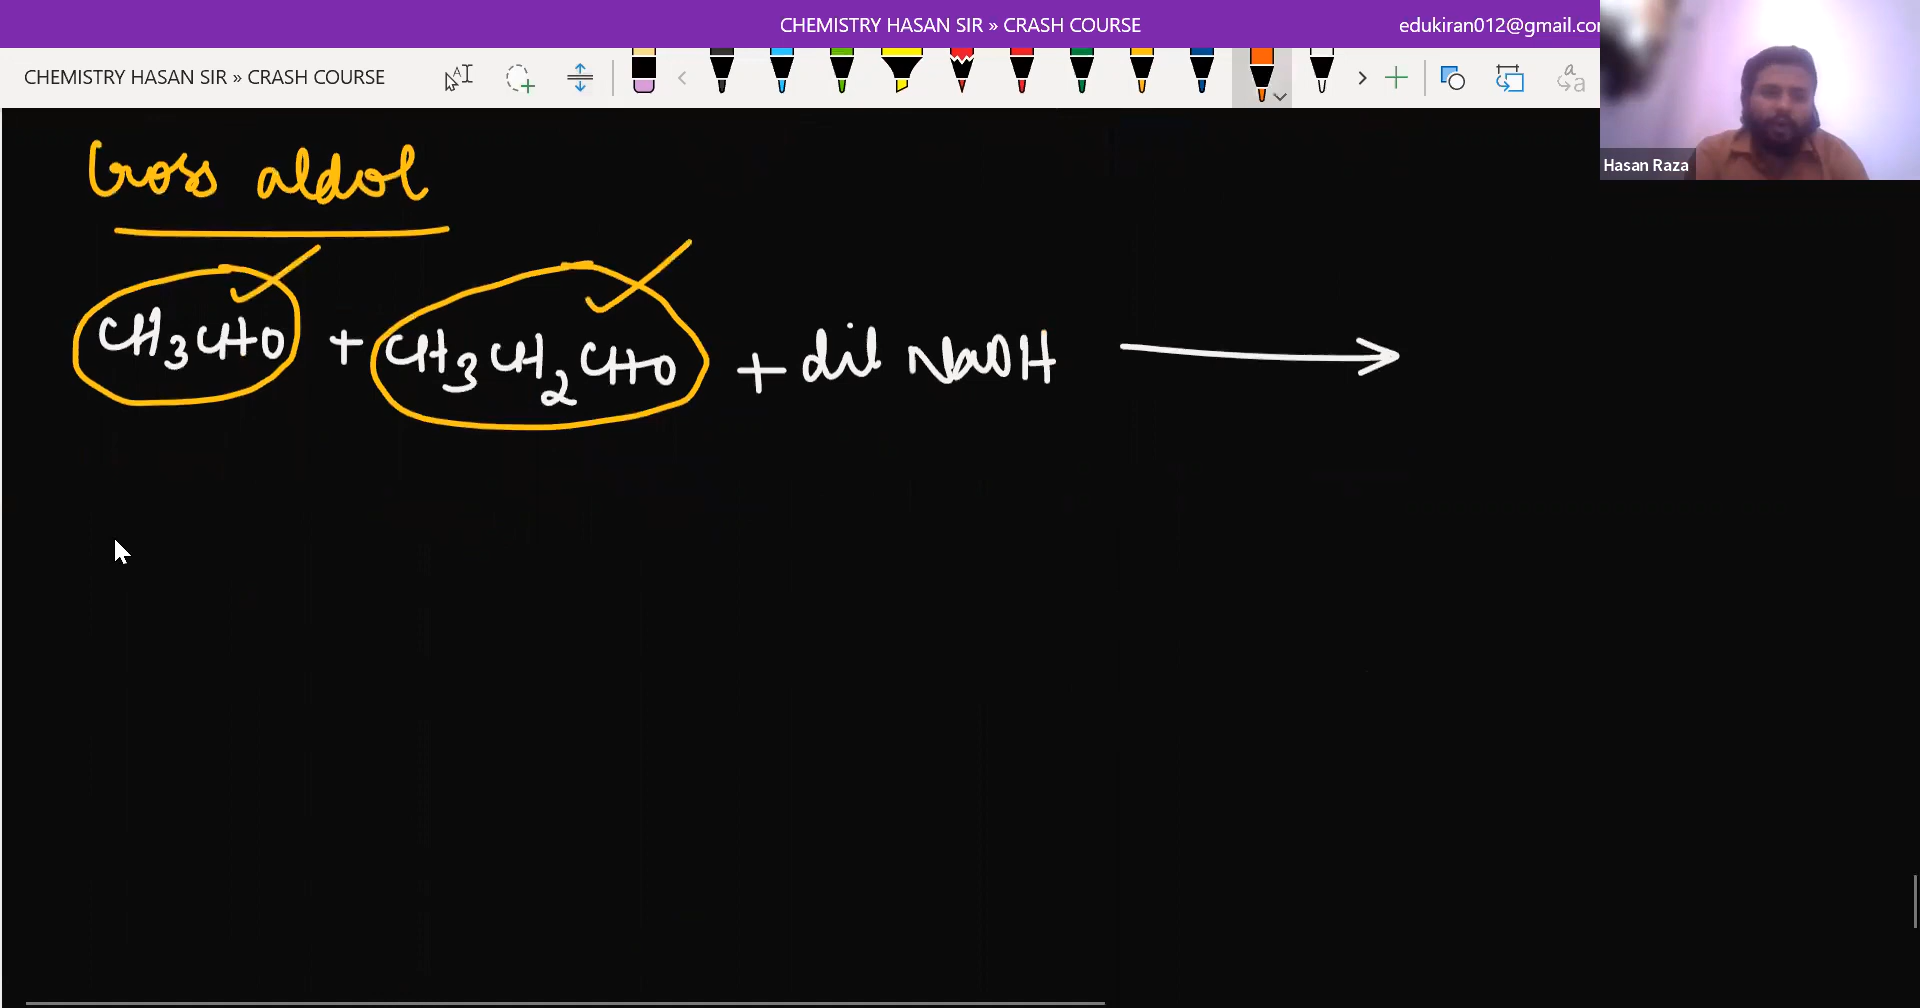 CHEMISTRY HASAN SIR » CRASH COURSE
edukiran012@gmail.co
CHEMISTRY HASAN SIR » CRASH COURSE
Hasan Raza
Cross aldol
CH3CHO + CH3CH2CHO + dil NaOH